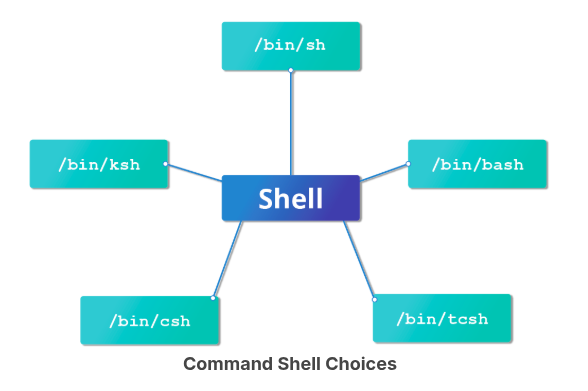 /bin/sh
/bin/ksh
/bin/bash
Shell
/bin/csh
/bin/tcsh
Command Shell Choices